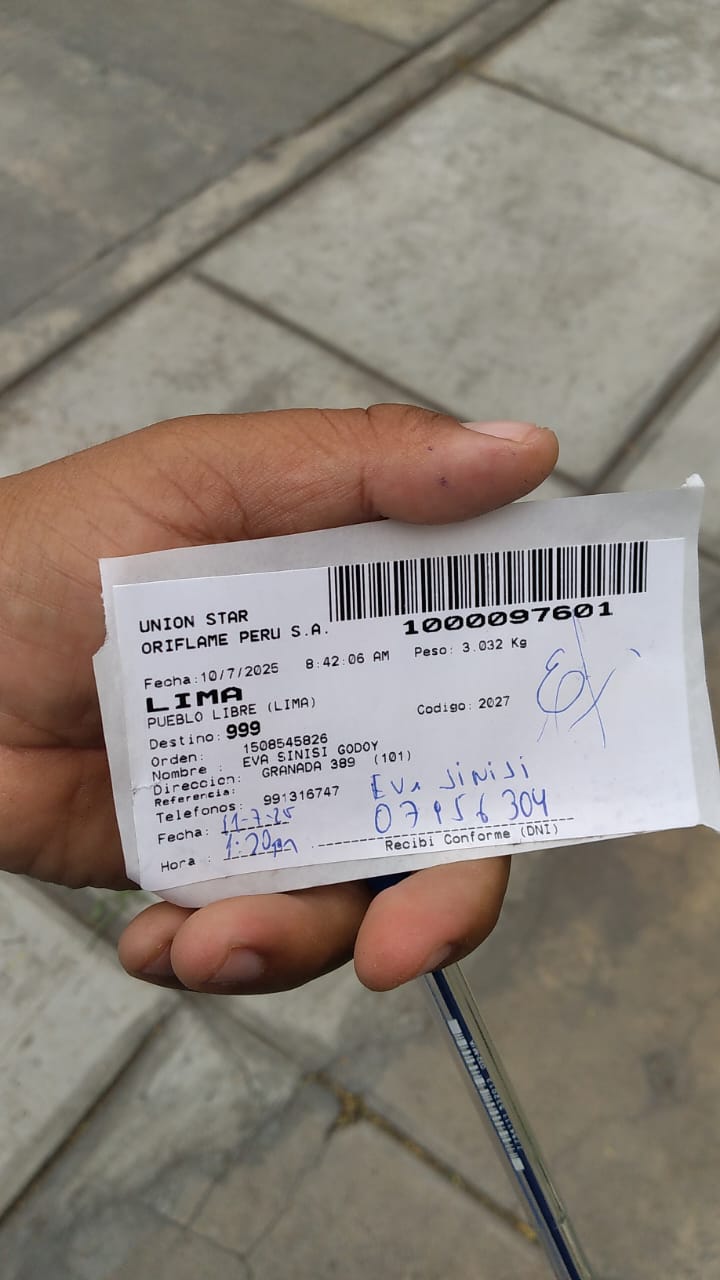 UNION STAR
ORIFLAME PERU S.A.
1000097601
Fecha:10/7/2025 8:42:06 AM Peso: 3.032 Kg
LIMA
PUEBLO LIBRE (LIMA)
Destino: 999 Codigo: 2027
Orden: 1508545826
Nombre : EVA SINISI GODOY
Direccion: GRANADA 389 (101)
Referencia:
Telefonos: 991316747
Eva SiNiSi
Fecha: 11-7-25
07956304
Hora : 1:20pm
Recibi Conforme (DNI)